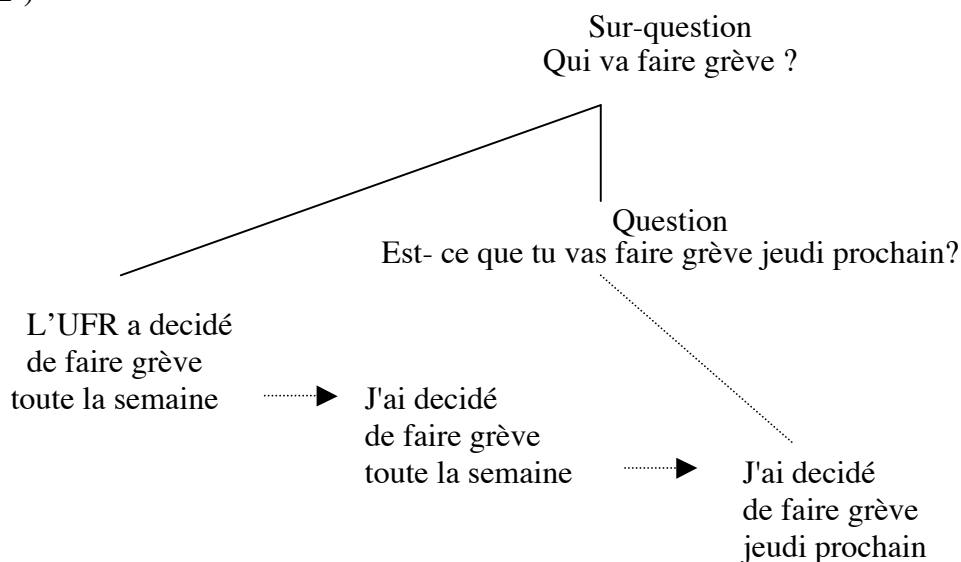 Sur-question
Qui va faire grève ?
Question
Est- ce que tu vas faire grève jeudi prochain?
L’UFR a decidé
de faire grève
toute la semaine
J'ai decidé
de faire grève
toute la semaine
J'ai decidé
de faire grève
jeudi prochain